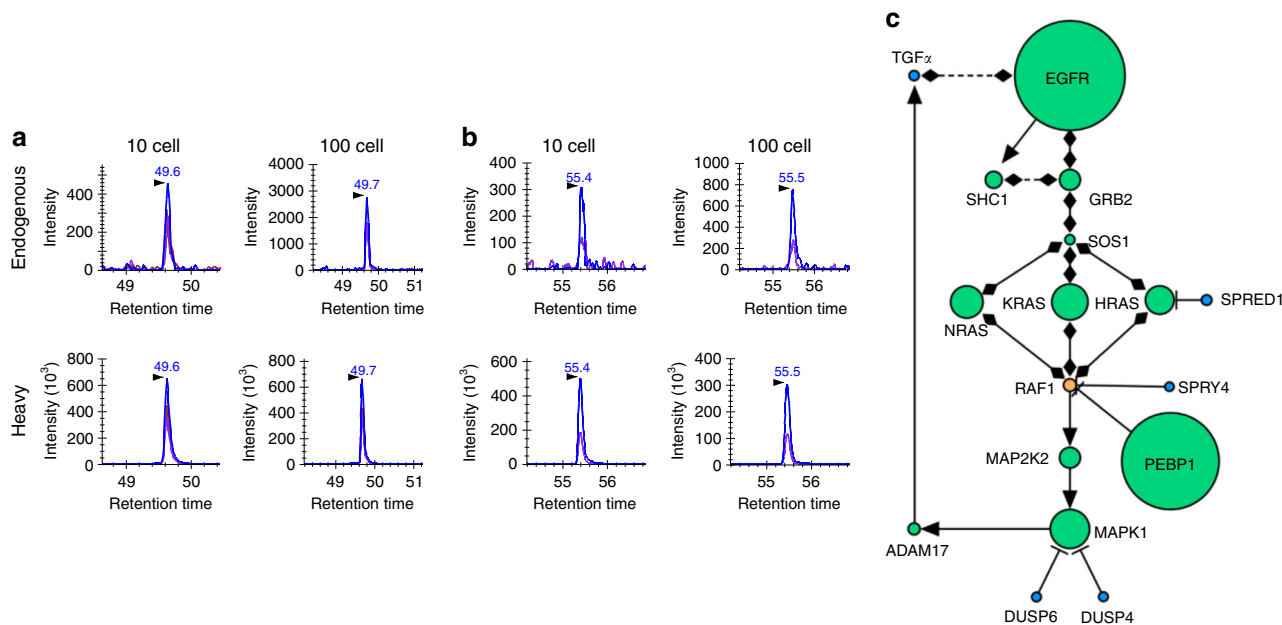 a
10 cell
100 cell
Endogenous
Intensity
400
200
0
49.6
49
50
Retention time
Intensity
4000
3000
2000
1000
0
49.7
49
50
51
Retention time
Heavy
Intensity (10³)
800
600
400
200
0
49.6
49
50
Retention time
Intensity (10³)
800
600
400
200
0
49.7
49
50
51
Retention time
b
10 cell
100 cell
Intensity
400
300
200
100
0
55.4
55
56
Retention time
Intensity
1000
800
600
400
200
0
55.5
55
56
Retention time
Intensity (10³)
600
400
200
0
55.4
55
56
Retention time
Intensity (10³)
400
300
200
100
0
55.5
55
56
Retention time
c
TGFα
EGFR
SHC1
GRB2
SOS1
NRAS
KRAS
HRAS
SPRED1
RAF1
SPRY4
MAP2K2
PEBP1
ADAM17
MAPK1
DUSP6
DUSP4